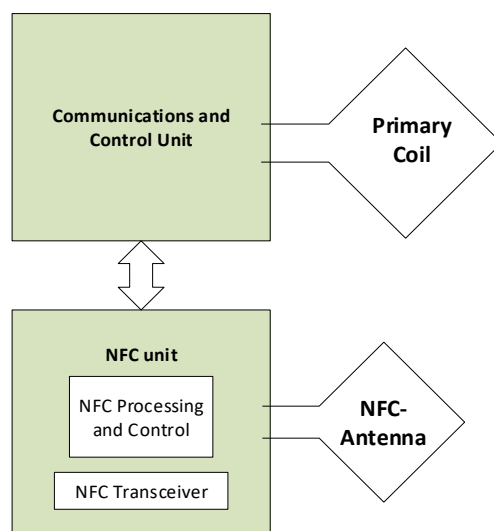 Communications and
Control Unit
Primary
Coil
NFC unit
NFC Processing
and Control
NFC Transceiver
NFC-
Antenna